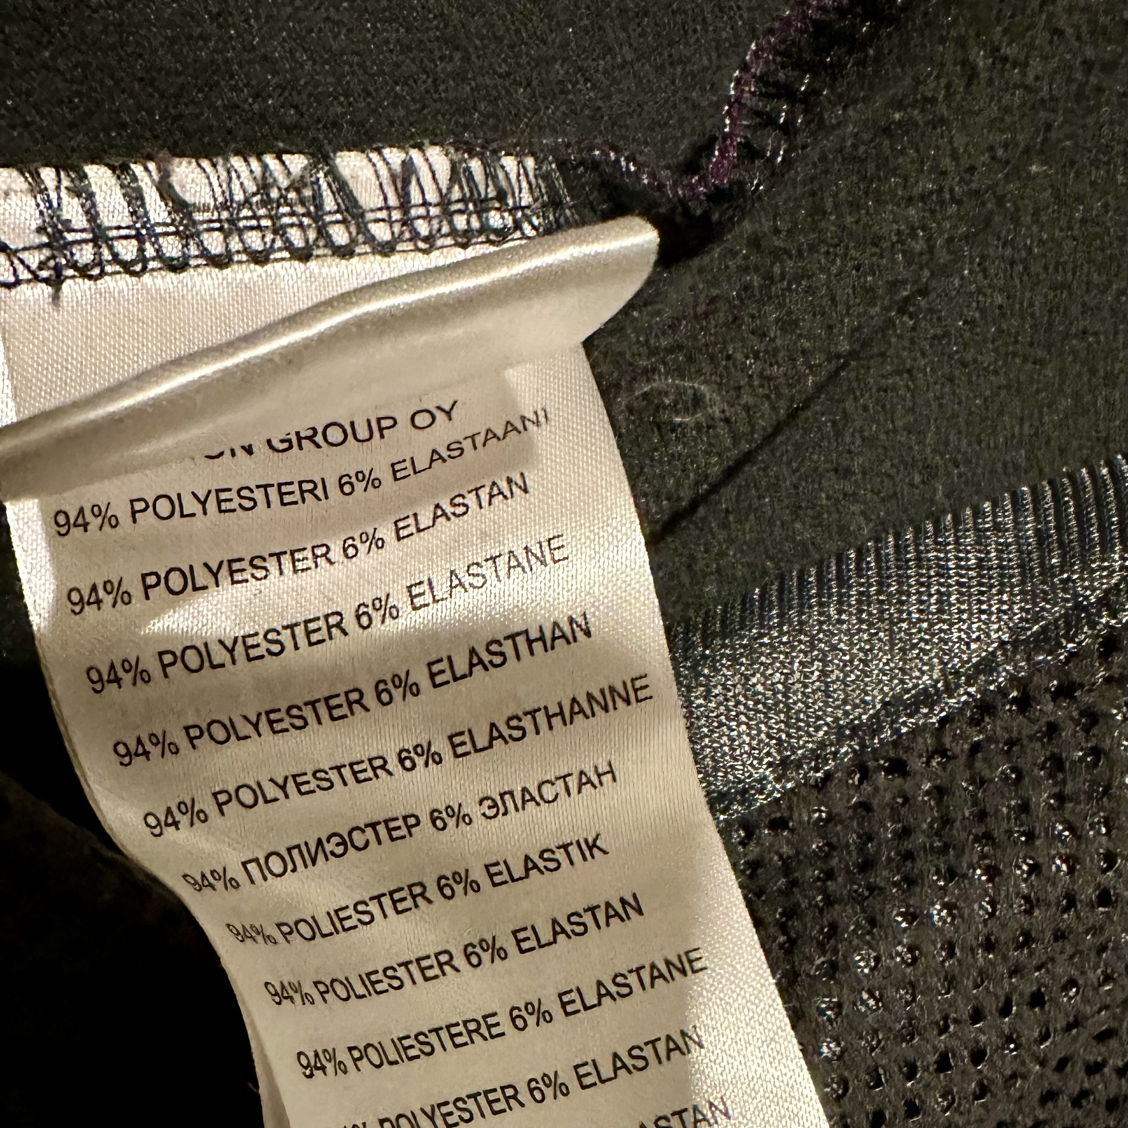 GROUP OY
94% POLYESTERI 6% ELASTAANI
94% POLYESTER 6% ELASTAN
94% POLYESTER 6% ELASTANE
94% POLYESTER 6% ELASTHAN
94% POLYESTER 6% ELASTHANNE
94% ПОЛИЭСТЕР 6% ЭЛАСТАН
94% POLIESTER 6% ELASTIK
94% POLIESTER 6% ELASTAN
94% POLIESTERE 6% ELASTANE
POLYESTER 6% ELASTAN